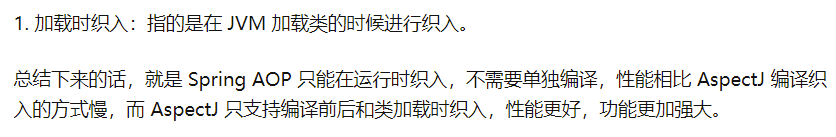 1. 加载时织入：指的是在 JVM 加载类的时候进行织入。
总结下来的话，就是 Spring AOP 只能在运行时织入，不需要单独编译，性能相比 AspectJ 编译织
入的方式慢，而 AspectJ 只支持编译前后和类加载时织入，性能更好，功能更加强大。